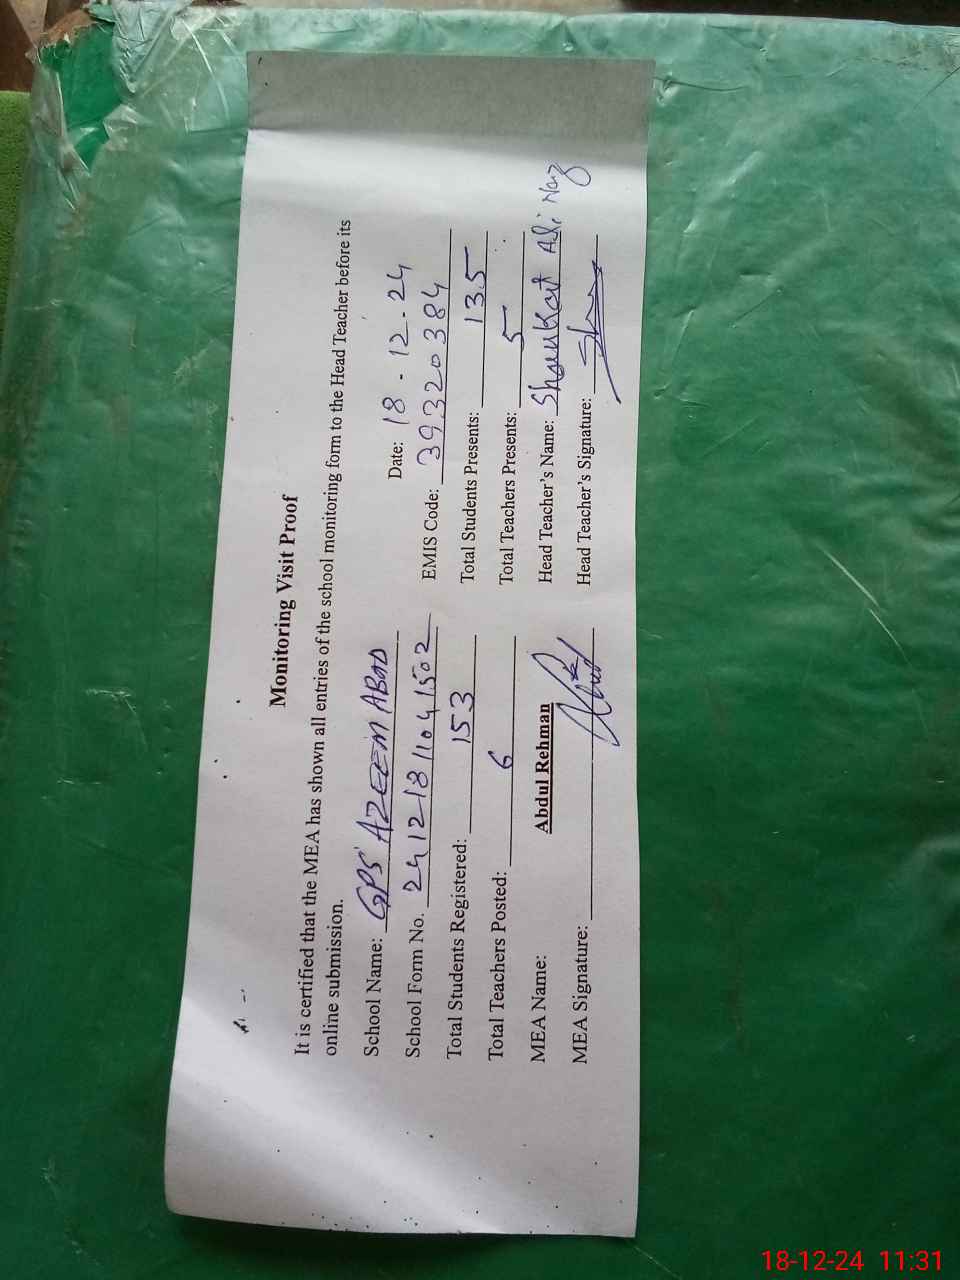 Monitoring Visit Proof
It is certified that the MEA has shown all entries of the school monitoring form to the Head Teacher before its
online submission.
Date: 18-12-24
School Name: GPS AZEEM ABAD
School Form No. 24121811041502 EMIS Code: 39320384
Total Students Registered: 153 Total Students Presents: 135
Total Teachers Posted: 6 Total Teachers Presents: 5
MEA Name: Abdul Rehman Head Teacher's Name: Shoukat Ali Naz
MEA Signature: Head Teacher's Signature:
18-12-24 11:31